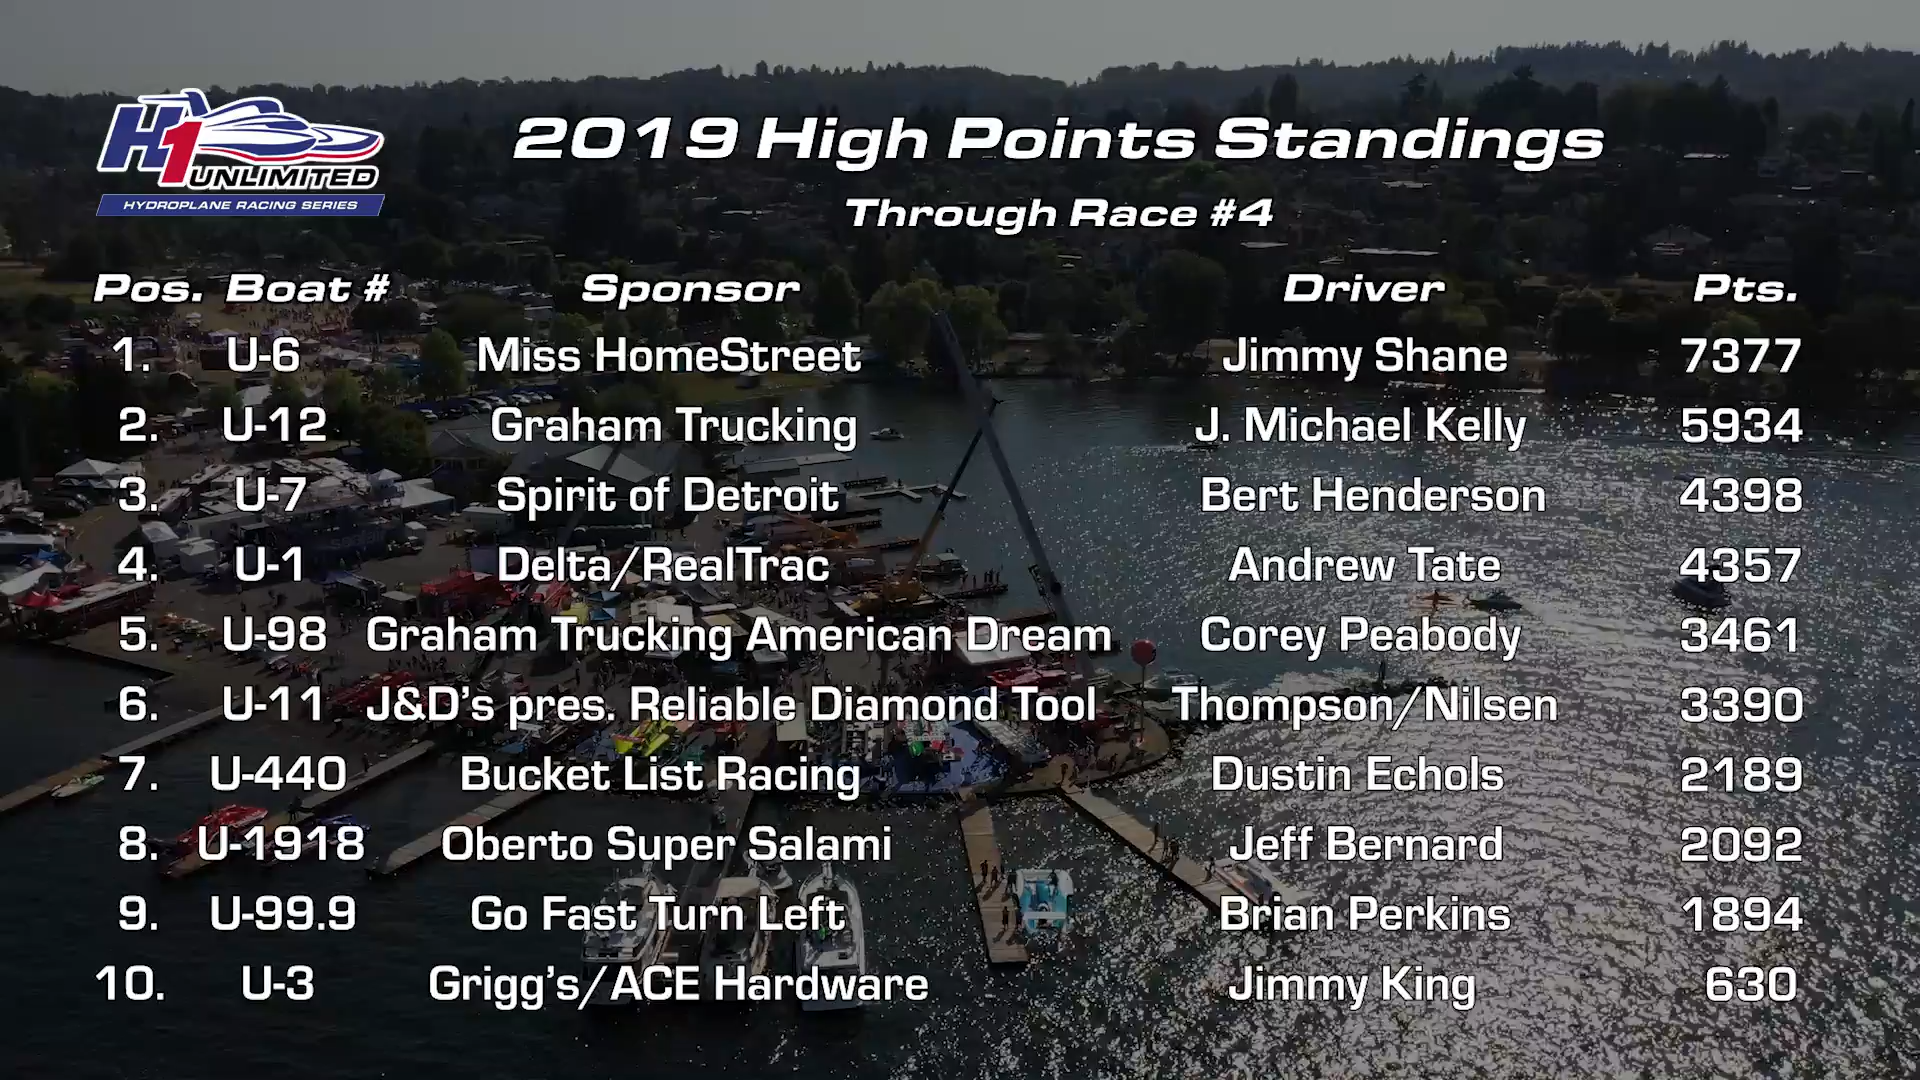 H1 UNLIMITED
HYDROPLANE RACING SERIES
2019 High Points Standings
Through Race #4
Pos. Boat # Sponsor Driver Pts.
1. U-6 Miss HomeStreet Jimmy Shane 7377
2. U-12 Graham Trucking J. Michael Kelly 5934
3. U-7 Spirit of Detroit Bert Henderson 4398
4. U-1 Delta/RealTrac Andrew Tate 4357
5. U-98 Graham Trucking American Dream Corey Peabody 3461
6. U-11 J&D's pres. Reliable Diamond Tool Thompson/Nilsen 3390
7. U-440 Bucket List Racing Dustin Echols 2189
8. U-1918 Oberto Super Salami Jeff Bernard 2092
9. U-99.9 Go Fast Turn Left Brian Perkins 1894
10. U-3 Grigg's/ACE Hardware Jimmy King 630